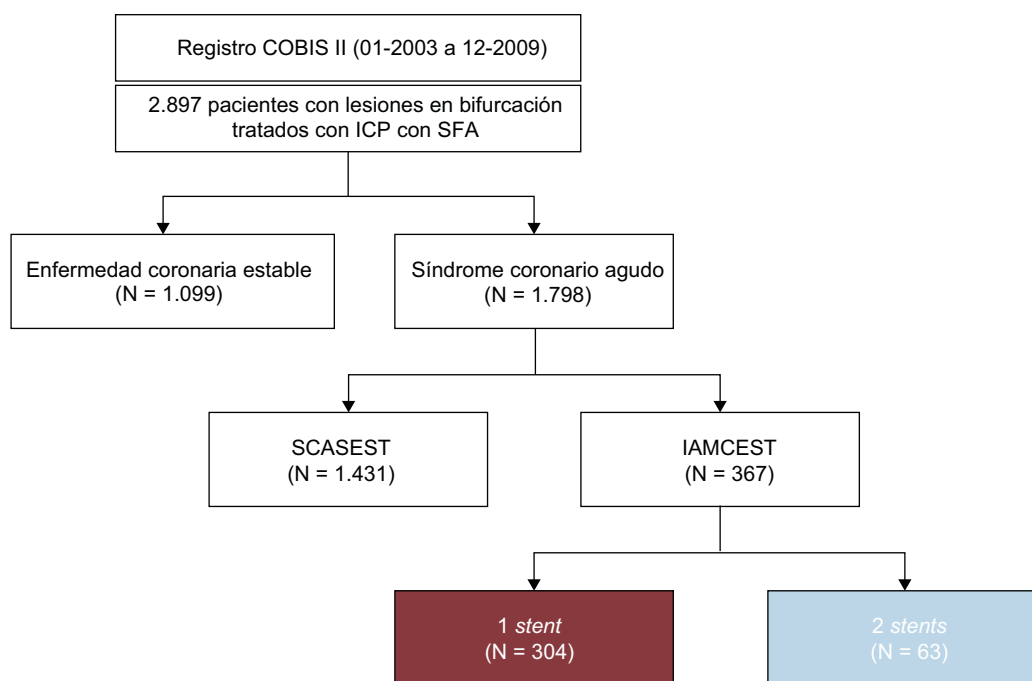 Registro COBIS II (01-2003 a 12-2009)
2.897 pacientes con lesiones en bifurcación
tratados con ICP con SFA
Enfermedad coronaria estable
(N = 1.099)
Síndrome coronario agudo
(N = 1.798)
SCASEST
(N = 1.431)
IAMCEST
(N = 367)
1 stent
(N = 304)
2 stents
(N = 63)